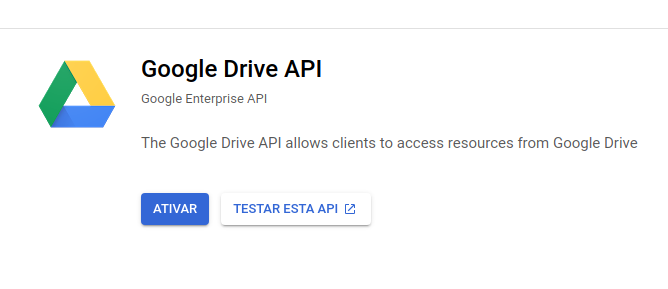 Google Drive API
Google Enterprise API
The Google Drive API allows clients to access resources from Google Drive
ATIVAR
TESTAR ESTA API